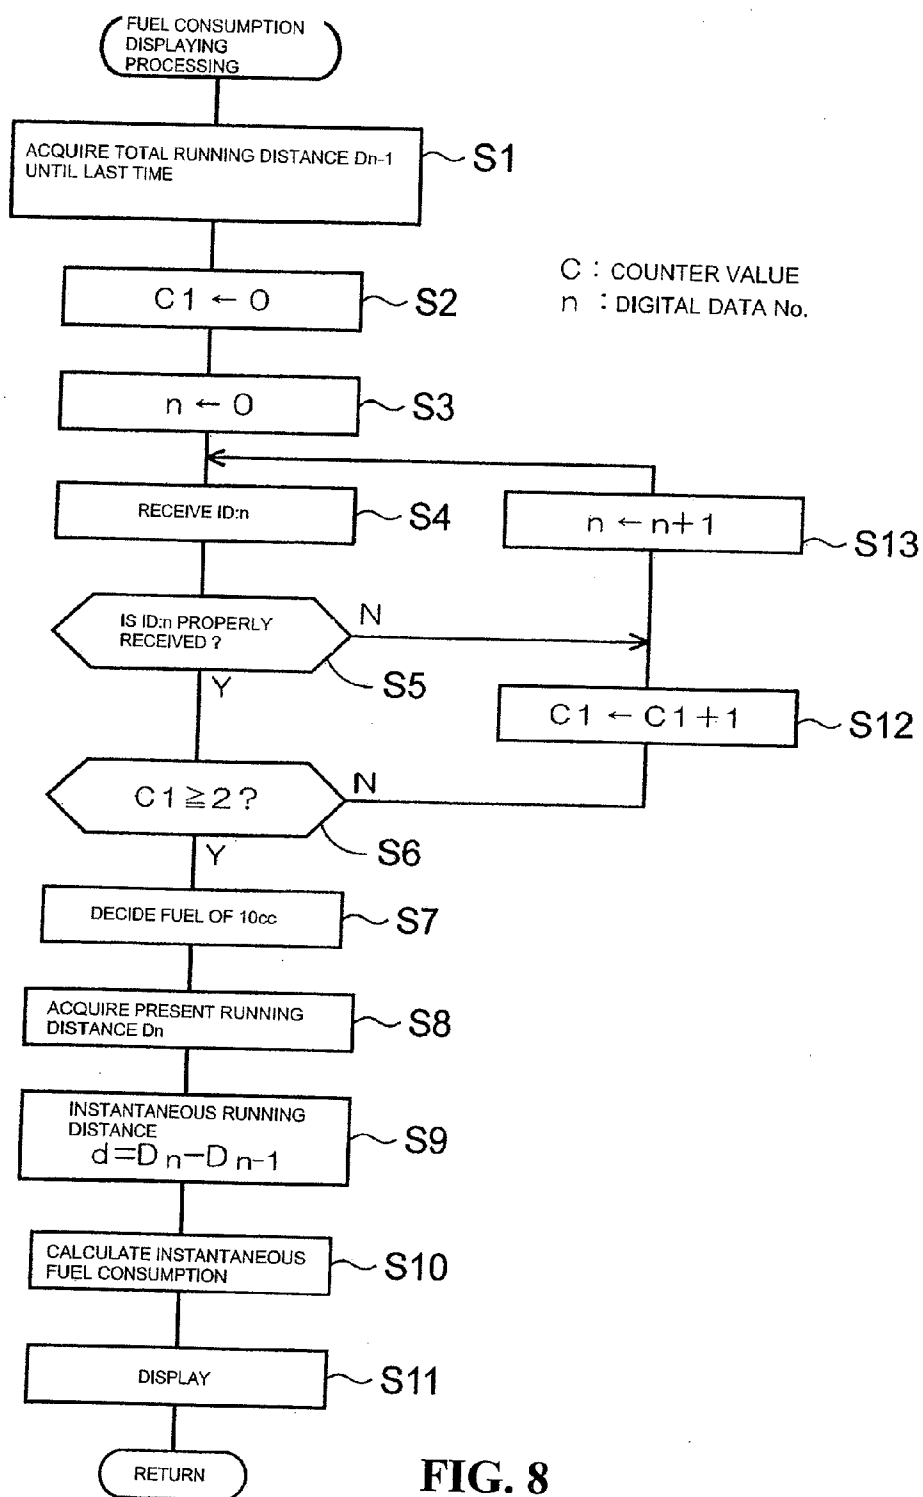 FUEL CONSUMPTION
DISPLAYING
PROCESSING
ACQUIRE TOTAL RUNNING DISTANCE Dn-1
UNTIL LAST TIME
S1
C : COUNTER VALUE
n : DIGITAL DATA No.
C1 ← 0
S2
n ← 0
S3
RECEIVE ID:n
S4
n ← n+1
S13
IS ID:n PROPERLY
RECEIVED ?
N
S5
Y
C1 ← C1+1
S12
C1≧2?
N
S6
Y
DECIDE FUEL OF 10cc
S7
ACQUIRE PRESENT RUNNING
DISTANCE Dn
S8
INSTANTANEOUS RUNNING
DISTANCE
d=Dn-Dn-1
S9
CALCULATE INSTANTANEOUS
FUEL CONSUMPTION
S10
DISPLAY
S11
RETURN
FIG. 8